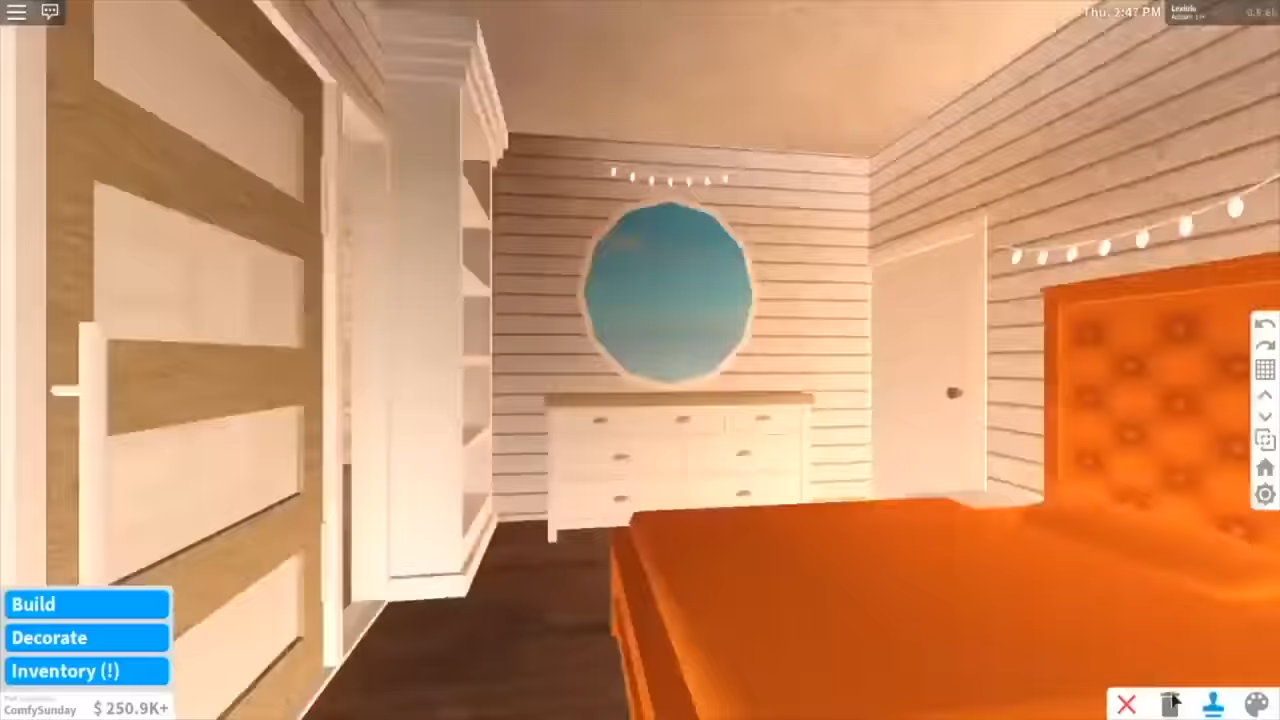 Thu. 2:47 PM
Build
Decorate
Inventory (!)
ComfySunday $ 250.9K+